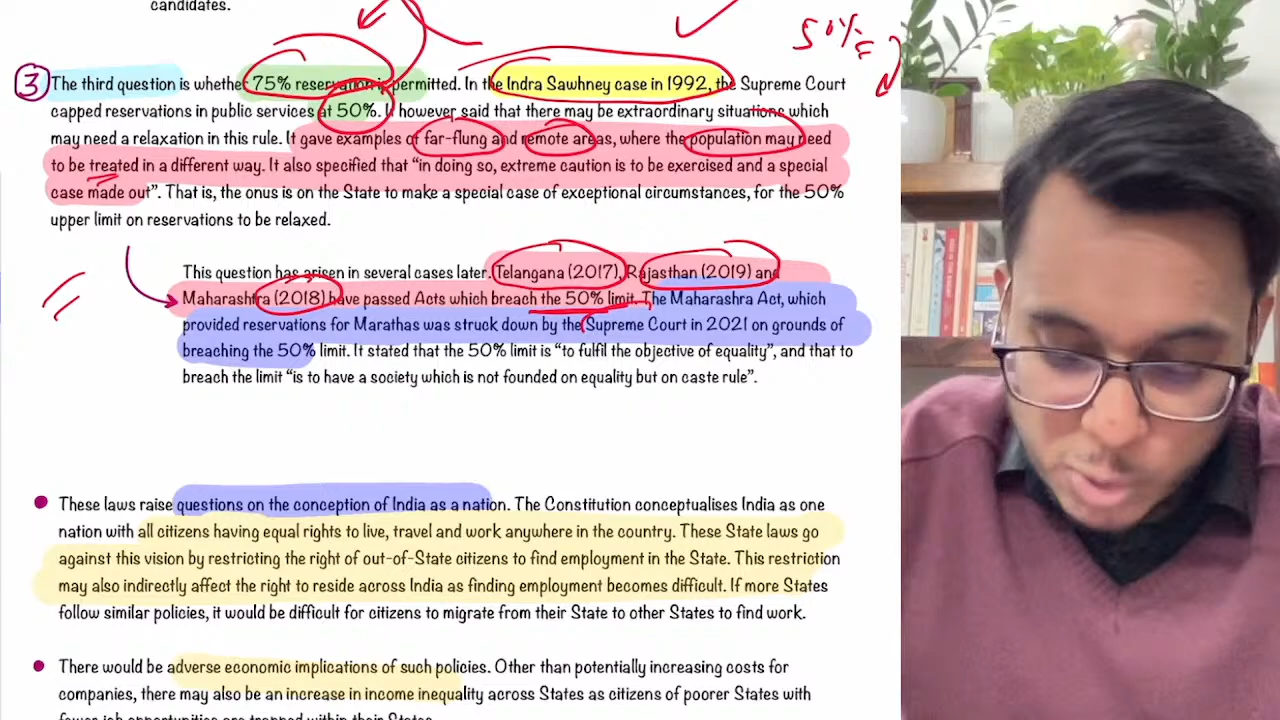 candidates.
50%
3 The third question is whether 75% reservation is permitted. In the Indra Sawhney case in 1992, the Supreme Court
capped reservations in public services at 50%. It however said that there may be extraordinary situations which
may need a relaxation in this rule. It gave examples of far-flung and remote areas, where the population may need
to be treated in a different way. It also specified that “in doing so, extreme caution is to be exercised and a special
case made out”. That is, the onus is on the State to make a special case of exceptional circumstances, for the 50%
upper limit on reservations to be relaxed.
This question has arisen in several cases later. Telangana (2017), Rajasthan (2019) and
Maharashtra (2018) have passed Acts which breach the 50% limit. The Maharashra Act, which
provided reservations for Marathas was struck down by the Supreme Court in 2021 on grounds of
breaching the 50% limit. It stated that the 50% limit is “to fulfil the objective of equality”, and that to
breach the limit “is to have a society which is not founded on equality but on caste rule”.
These laws raise questions on the conception of India as a nation. The Constitution conceptualises India as one
nation with all citizens having equal rights to live, travel and work anywhere in the country. These State laws go
against this vision by restricting the right of out-of-State citizens to find employment in the State. This restriction
may also indirectly affect the right to reside across India as finding employment becomes difficult. If more States
follow similar policies, it would be difficult for citizens to migrate from their State to other States to find work.
There would be adverse economic implications of such policies. Other than potentially increasing costs for
companies, there may also be an increase in income inequality across States as citizens of poorer States with
fewer job opportunities are trapped within their States.